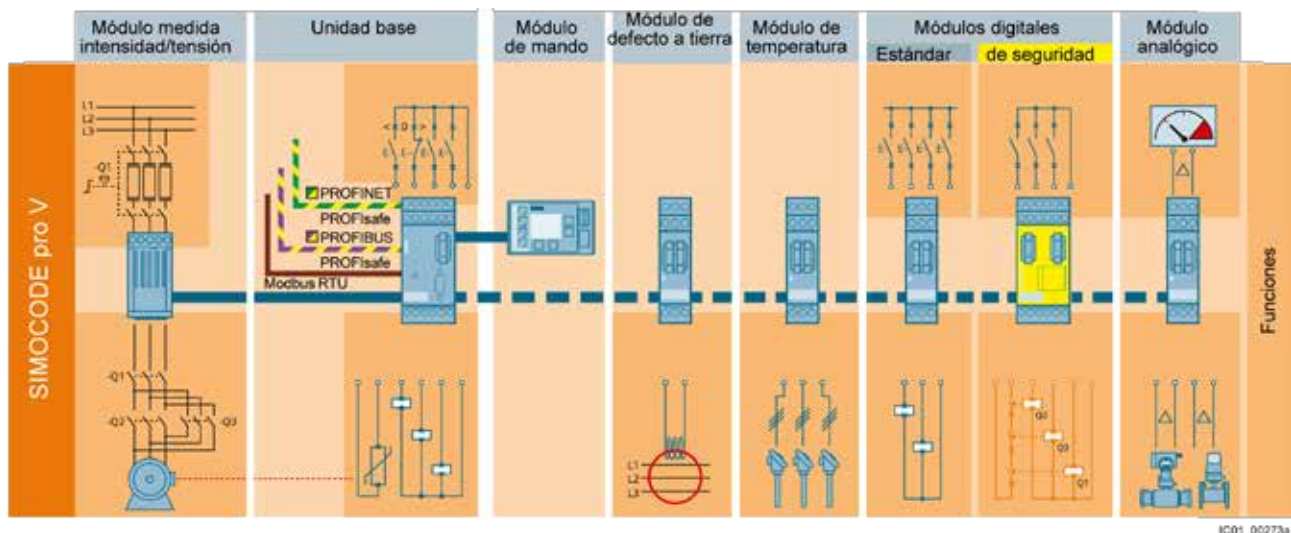 Módulo medida
intensidad/tensión
Unidad base
Módulo
de mando
Módulo de
defecto a tierra
Módulo de
temperatura
Módulos digitales
Estándar
de seguridad
Módulo
analógico
SIMOCODE pro V
Funciones
L1
L2
L3
-Q1
PROFINET
PROFIsafe
PROFIBUS
PROFIsafe
Modbus RTU
-Q1
-Q2
-Q3
L1
L2
L3
Q2
Q3
Q1
IC01_00273a